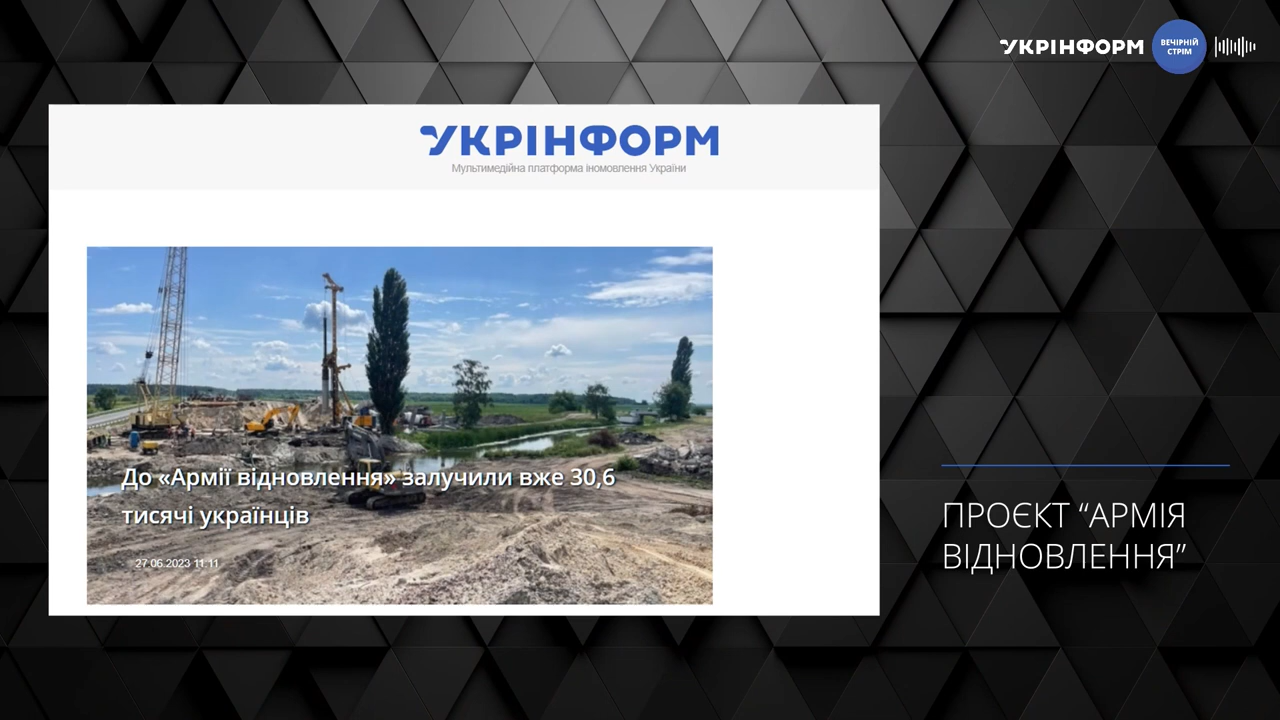 УКРІНФОРМ
ВЕЧІРНІЙ
СТРІМ
УКРІНФОРМ
Мультимедійна платформа іномовлення України
До «Армії відновлення» залучили вже 30,6
тисячі українців
27.06.2023 11:11
ПРОЄКТ “АРМІЯ
ВІДНОВЛЕННЯ”